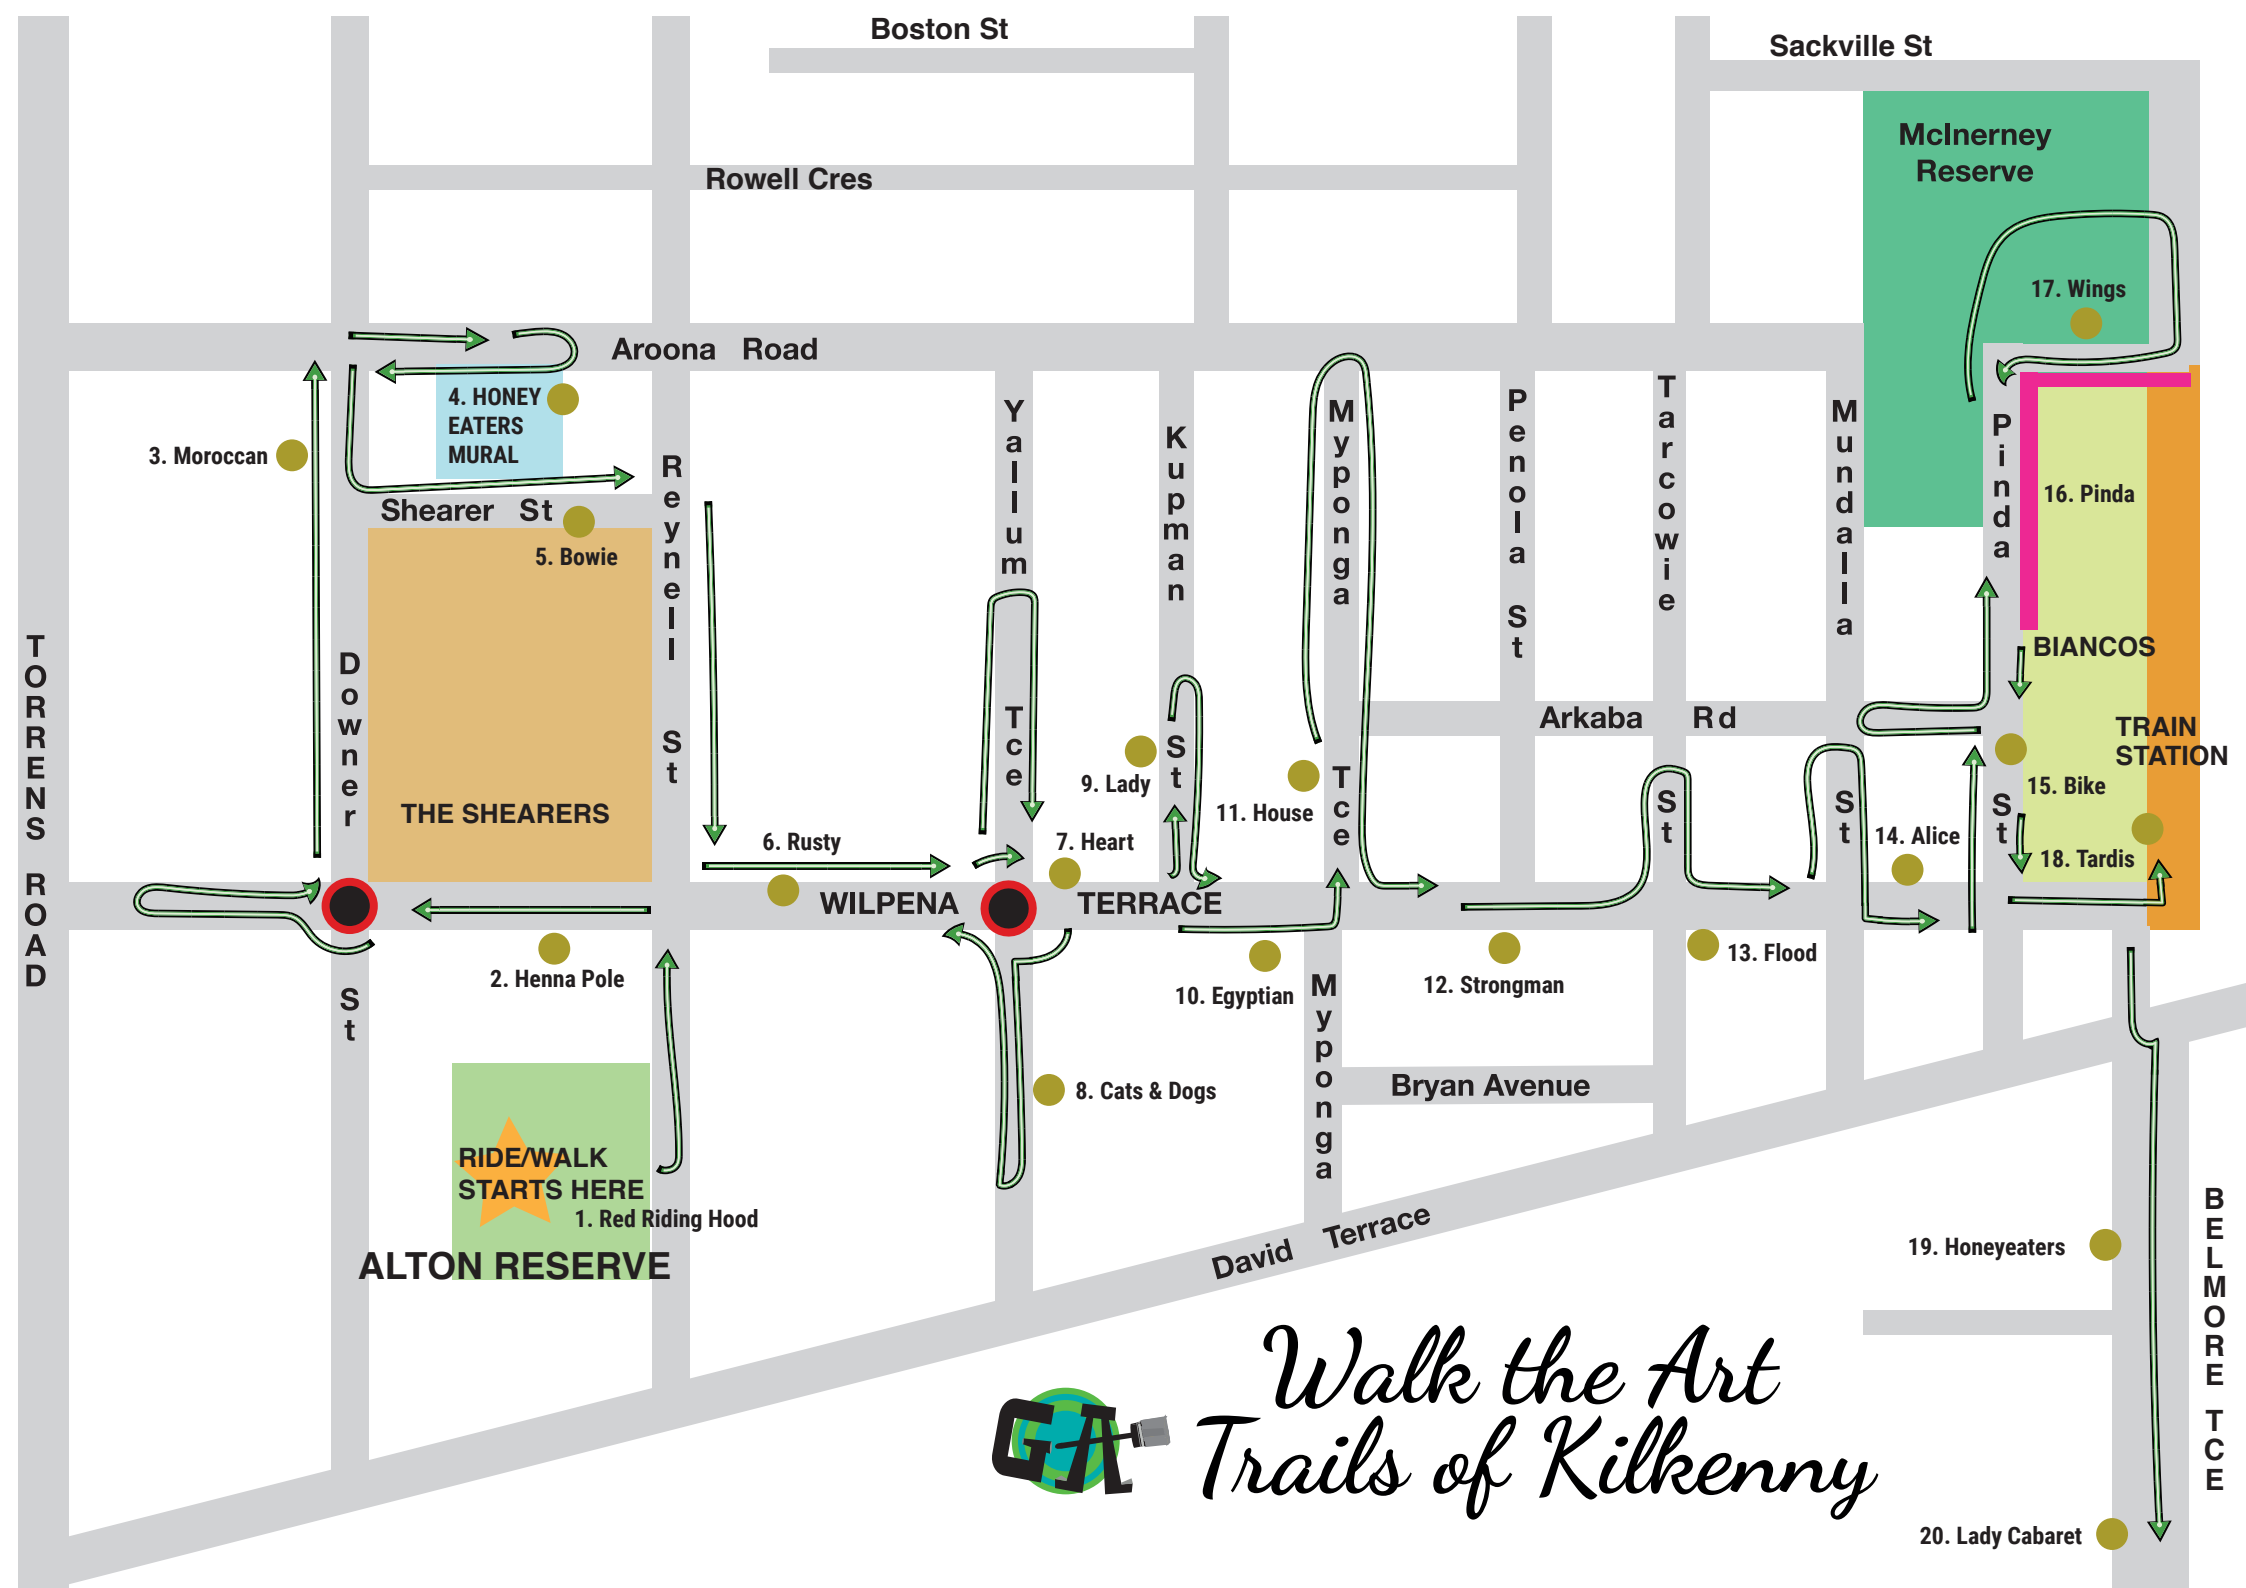 Boston St
Sackville St
McInerney
Reserve
Rowell Cres
17. Wings
Aroona Road
4. HONEY
EATERS
MURAL
3. Moroccan
Shearer St
5. Bowie
Reynell St
Yallum Tce
Kupman St
Myponga Tce
Penola St
Tarcowie St
Mundalla St
Pinda St
16. Pinda
BIANCOS
TORRENS ROAD
Downer St
Arkaba Rd
TRAIN
STATION
15. Bike
9. Lady
11. House
THE SHEARERS
6. Rusty
7. Heart
14. Alice
18. Tardis
WILPENA TERRACE
2. Henna Pole
10. Egyptian
12. Strongman
13. Flood
Myponga
8. Cats & Dogs
Bryan Avenue
RIDE/WALK
STARTS HERE
1. Red Riding Hood
ALTON RESERVE
David Terrace
19. Honeyeaters
BELMORE TCE
GAK
Walk the Art
Trails of Kilkenny
20. Lady Cabaret